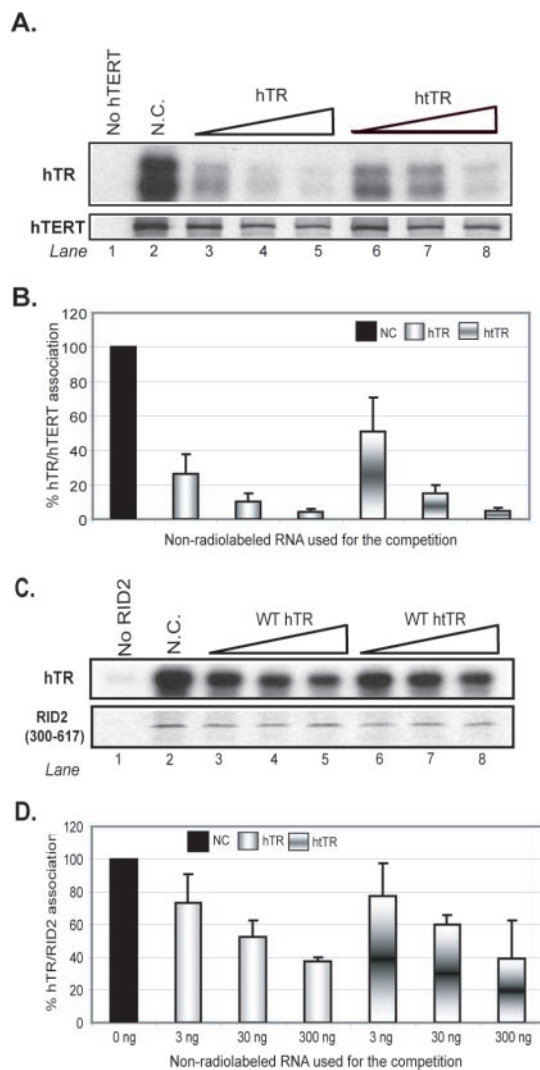 A.
No hTERT
N.C.
hTR
htTR
hTR
hTERT
Lane 1 2 3 4 5 6 7 8
B.
120
100
80
60
40
20
0
% hTR/hTERT association
NC hTR htTR
Non-radiolabeled RNA used for the competition
C.
No RID2
N.C.
WT hTR
WT htTR
hTR
RID2
(300-617)
Lane 1 2 3 4 5 6 7 8
D.
120
100
80
60
40
20
0
% hTR/RID2 association
NC hTR htTR
0 ng 3 ng 30 ng 300 ng 3 ng 30 ng 300 ng
Non-radiolabeled RNA used for the competition